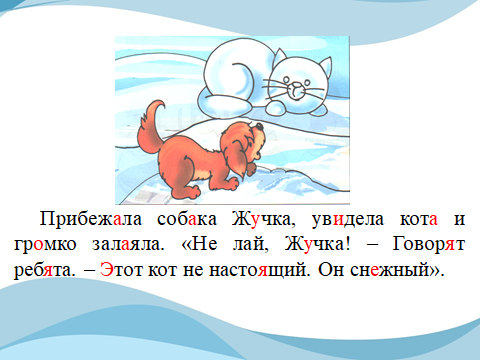 Прибежала собака Жучка, увидела кота и
громко залаяла. «Не лай, Жучка! – Говорят
ребята. – Этот кот не настоящий. Он снежный».